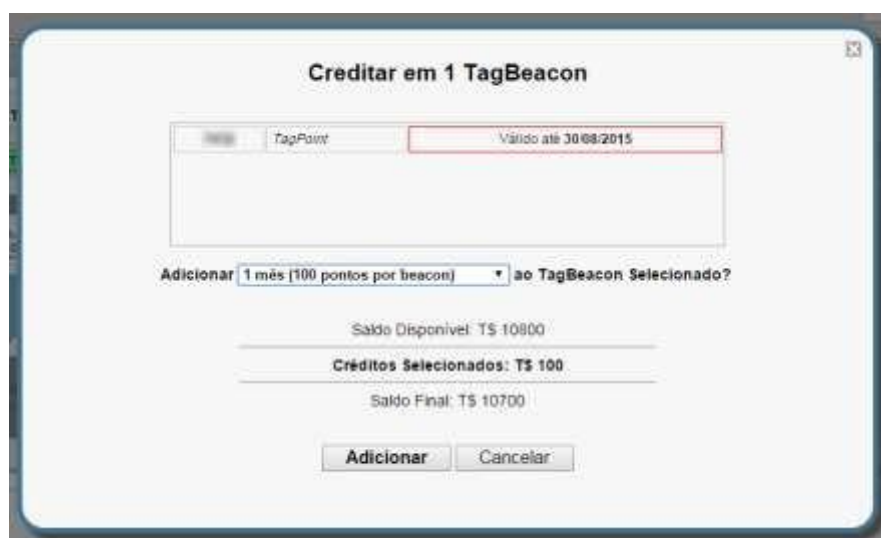 Creditar em 1 TagBeacon
TagPoint Válido até 30/08/2015
Adicionar 1 mês (100 pontos por beacon) ao TagBeacon Selecionado?
Saldo Disponível: T$ 10800
Créditos Selecionados: T$ 100
Saldo Final: T$ 10700
Adicionar Cancelar